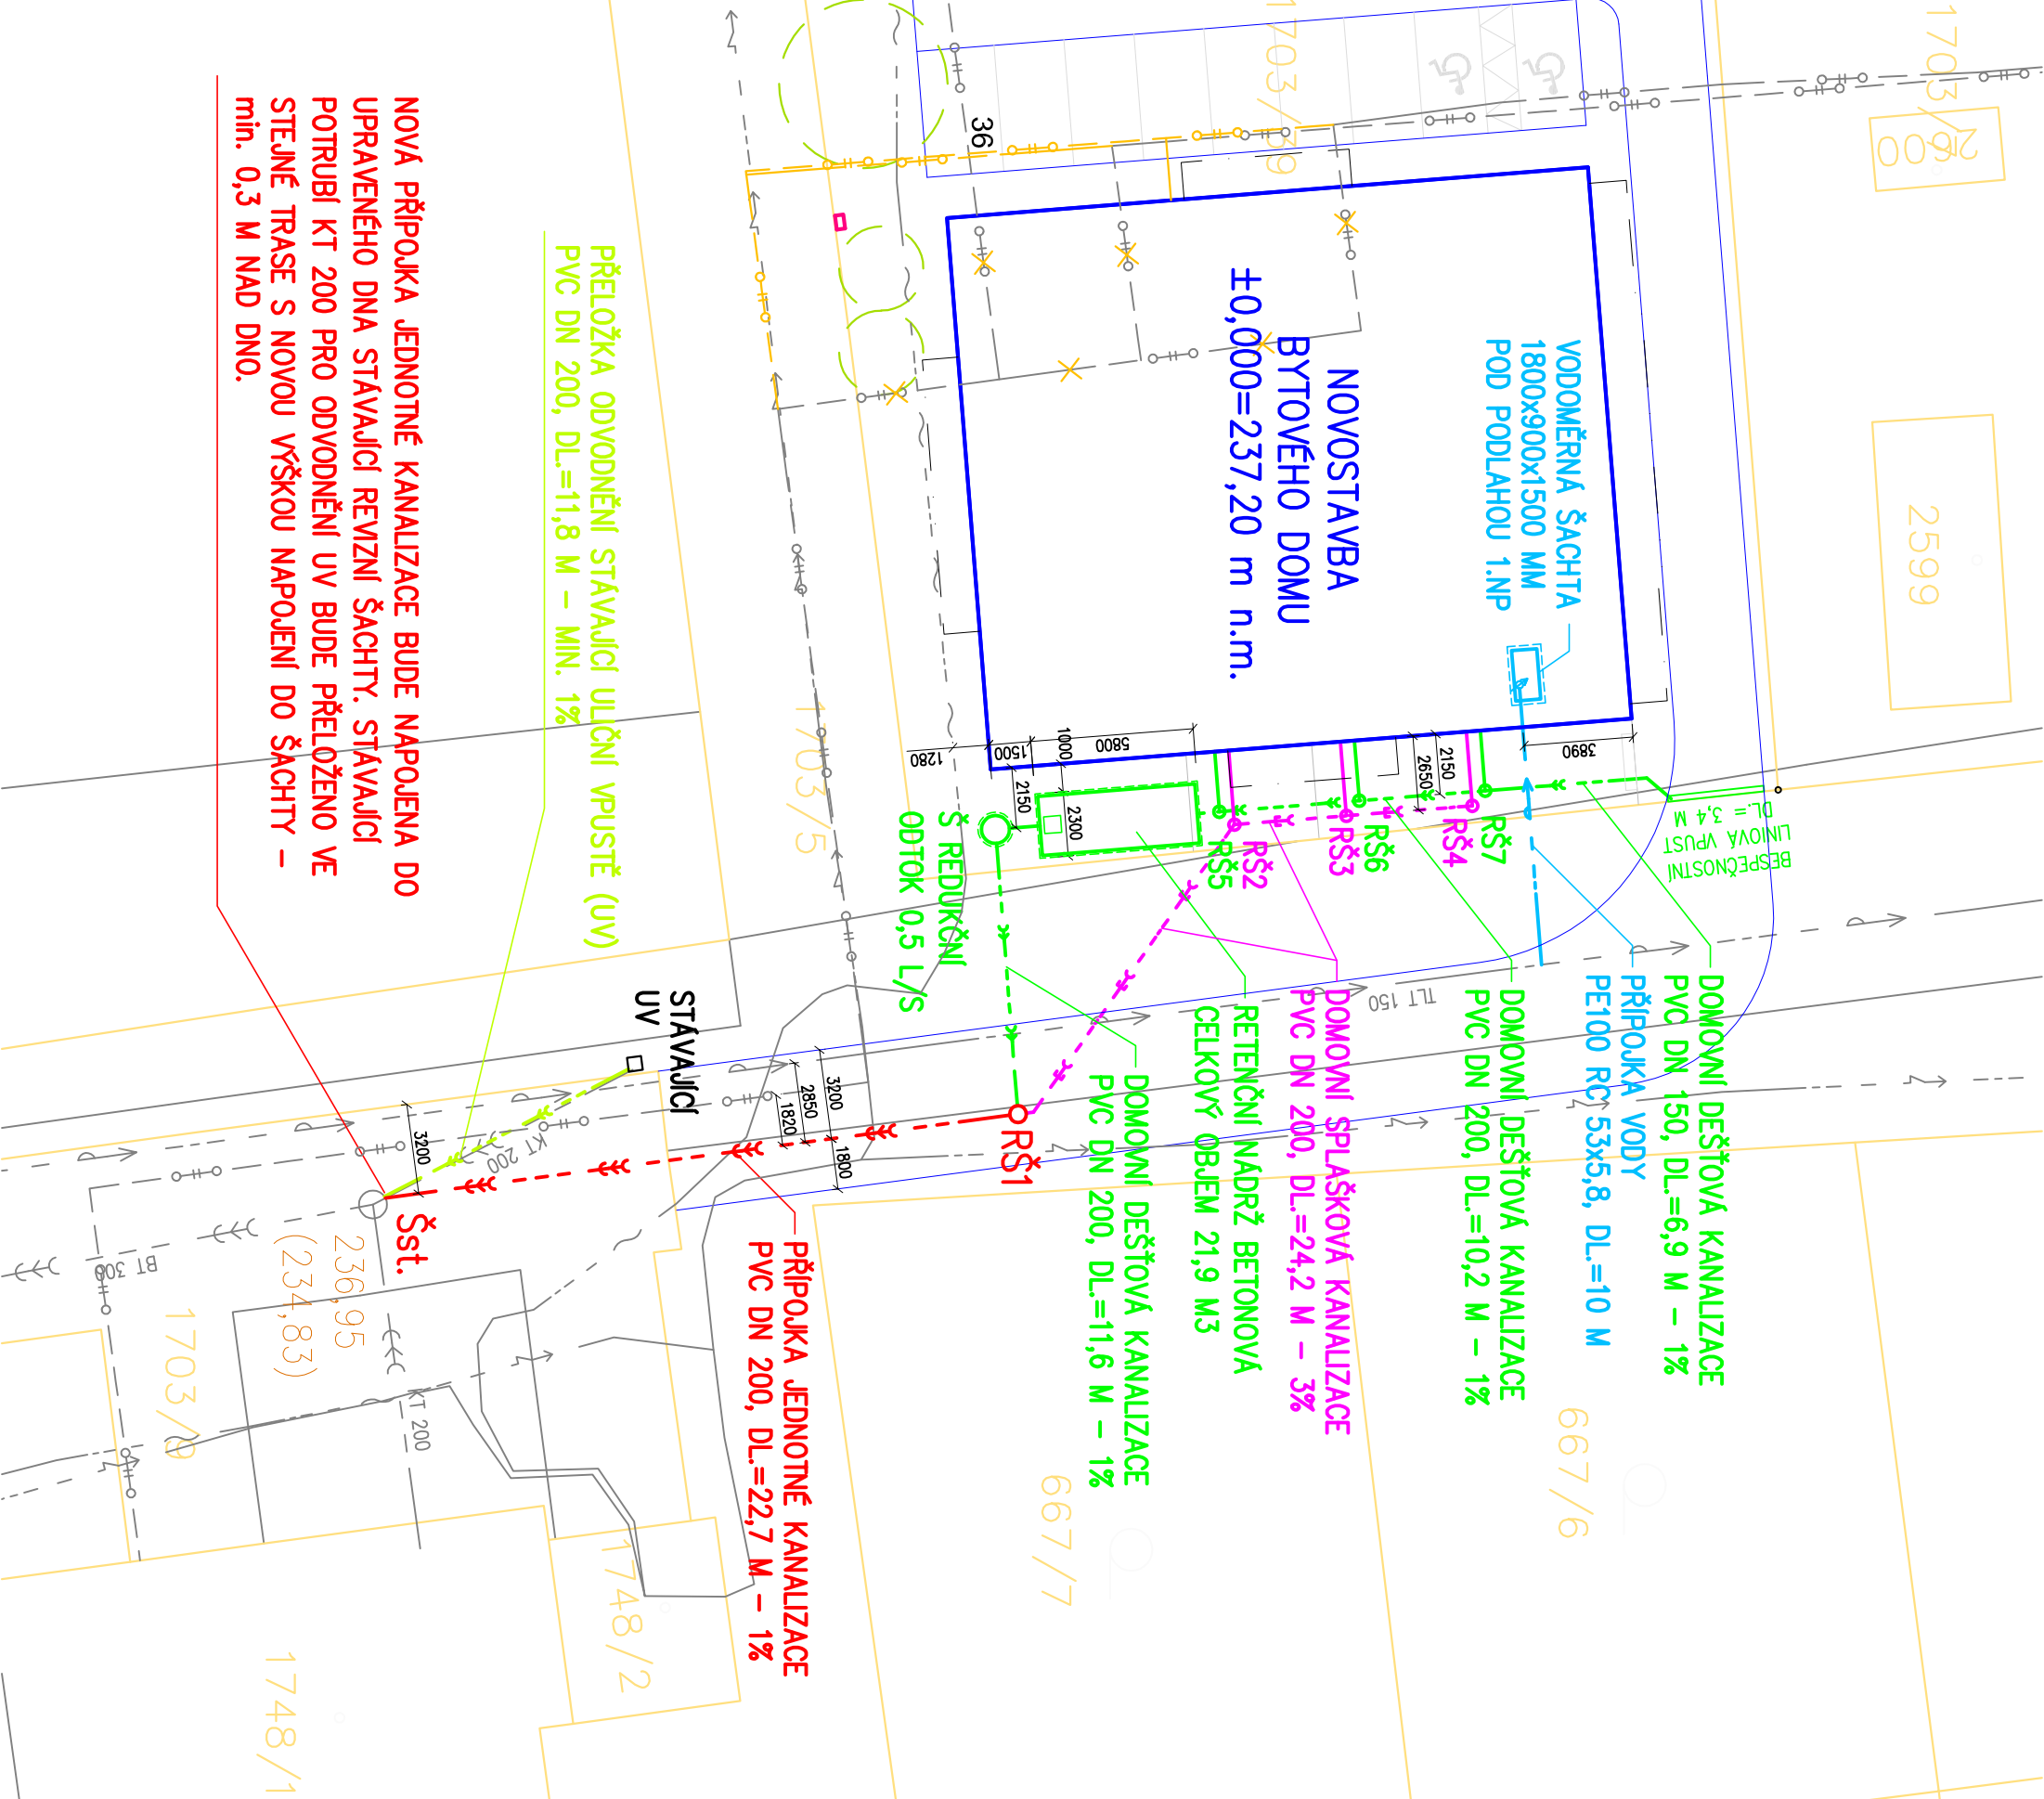 NOVÁ PŘÍPOJKA JEDNOTNÉ KANALIZACE BUDE NAPOJENA DO
UPRAVENÉHO DNA STÁVAJÍCÍ REVIZNÍ ŠACHTY. STÁVAJÍCÍ
POTRUBÍ KT 200 PRO ODVODNĚNÍ UV BUDE PŘELOŽENO VE
STEJNÉ TRASE S NOVOU VÝŠKOU NAPOJENÍ DO ŠACHTY –
min. 0,3 M NAD DNO.
PŘELOŽKA ODVODNĚNÍ STÁVAJÍCÍ ULIČNÍ VPUSTĚ (UV)
PVC DN 200, DL.=11,8 M – MIN. 1%
36
1703/39
2600
2599
NOVOSTAVBA
BYTOVÉHO DOMU
±0,000=237,20 m n.m.
VODOMĚRNÁ ŠACHTA
1800x900x1500 MM
POD PODLAHOU 1.NP
1703/5
1280
1500
1000
5800
2150
2300
2650
2150
3890
Š REDUKČNÍ
ODTOK 0,5 L/S
RŠ5
RŠ2
RŠ3
RŠ6
RŠ4
RŠ7
BESPEČNOSTNÍ
LINIOVÁ VPUST
DL= 3,4 M
DOMOVNÍ DEŠŤOVÁ KANALIZACE
PVC DN 150, DL.=6,9 M – 1%
PŘÍPOJKA VODY
PE100 RC 53x5,8, DL.=10 M
DOMOVNI DEŠŤOVÁ KANALIZACE
PVC DN 200, DL.=10,2 M – 1%
TLT 150
DOMOVNÍ SPLAŠKOVÁ KANALIZACE
PVC DN 200, DL.=24,2 M – 3%
RETENČNÍ NÁDRŽ BETONOVÁ
CELKOVÝ OBJEM 21,9 M3
DOMOVNÍ DEŠŤOVÁ KANALIZACE
PVC DN 200, DL.=11,6 M – 1%
RŠ1
STÁVAJÍCÍ
UV
3200
2850
1820
1800
3200
KT 200
Šst.
236,95
(234,83)
BT 300
KT 200
PŘÍPOJKA JEDNOTNÉ KANALIZACE
PVC DN 200, DL.=22,7 M – 1%
1703/9
1748/2
1748/1
667/7
667/6